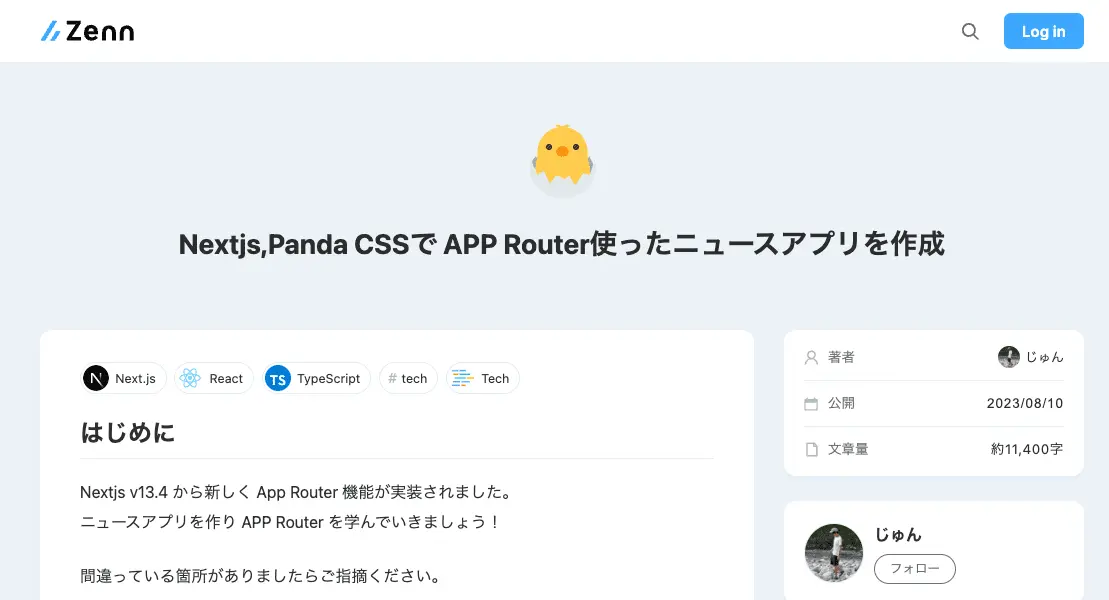 Zenn
Log in
Nextjs,Panda CSSで APP Router使ったニュースアプリを作成
Next.js
React
TS TypeScript
# tech
Tech
はじめに
Nextjs v13.4 から新しく App Router 機能が実装されました。
ニュースアプリを作り APP Router を学んでいきましょう！
間違っている箇所がありましたらご指摘ください。
著者 じゅん
公開 2023/08/10
文章量 約11,400字
じゅん
フォロー